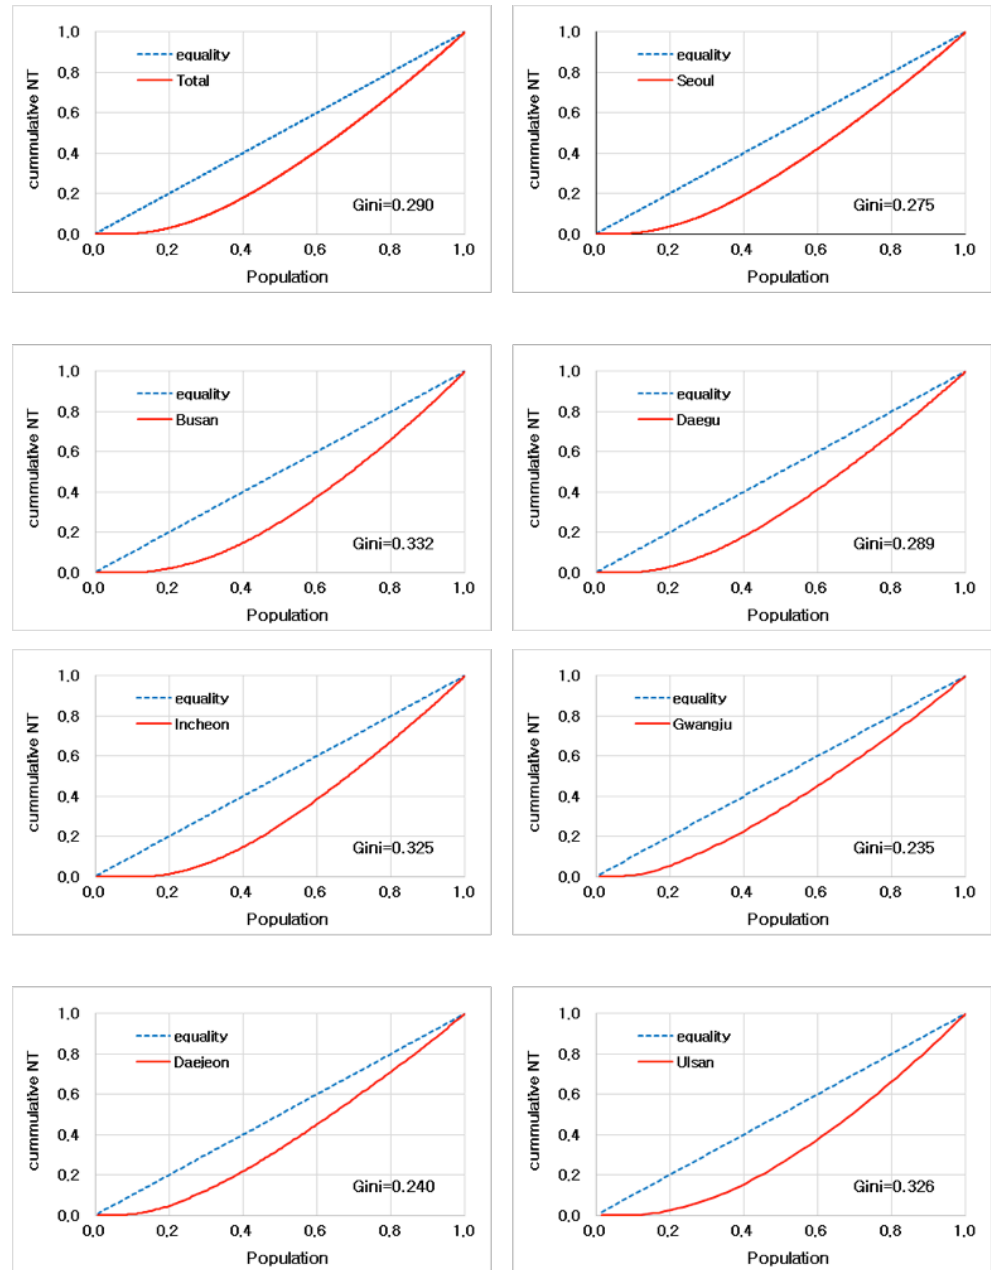 1.0
equality
0.8
Total
0.6
cummulative NT
0.4
0.2
Gini=0.290
0.0
0.0 0.2 0.4 0.6 0.8 1.0
Population
1.0
equality
0.8
Seoul
0.6
cummulative NT
0.4
0.2
Gini=0.275
0.0
0.0 0.2 0.4 0.6 0.8 1.0
Population
1.0
equality
0.8
Busan
0.6
cummulative NT
0.4
0.2
Gini=0.332
0.0
0.0 0.2 0.4 0.6 0.8 1.0
Population
1.0
equality
0.8
Daegu
0.6
cummulative NT
0.4
0.2
Gini=0.289
0.0
0.0 0.2 0.4 0.6 0.8 1.0
Population
1.0
equality
0.8
Incheon
0.6
cummulative NT
0.4
0.2
Gini=0.325
0.0
0.0 0.2 0.4 0.6 0.8 1.0
Population
1.0
equality
0.8
Gwangju
0.6
cummulative NT
0.4
0.2
Gini=0.235
0.0
0.0 0.2 0.4 0.6 0.8 1.0
Population
1.0
equality
0.8
Daejeon
0.6
cummulative NT
0.4
0.2
Gini=0.240
0.0
0.0 0.2 0.4 0.6 0.8 1.0
Population
1.0
equality
0.8
Ulsan
0.6
cummulative NT
0.4
0.2
Gini=0.326
0.0
0.0 0.2 0.4 0.6 0.8 1.0
Population